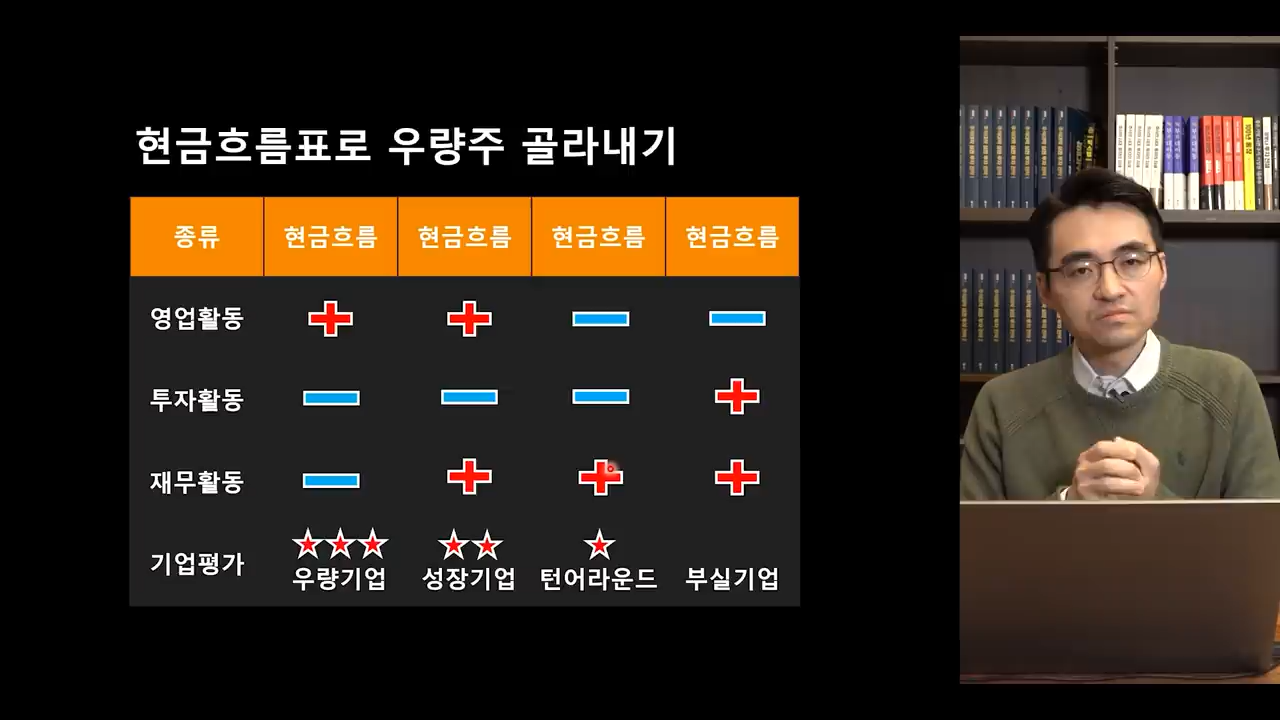 현금흐름표로 우량주 골라내기
종류 현금흐름 현금흐름 현금흐름 현금흐름
영업활동 + + - -
투자활동 - - - +
재무활동 - + + +
기업평가 ★★★ ★★ ★
우량기업 성장기업 턴어라운드 부실기업